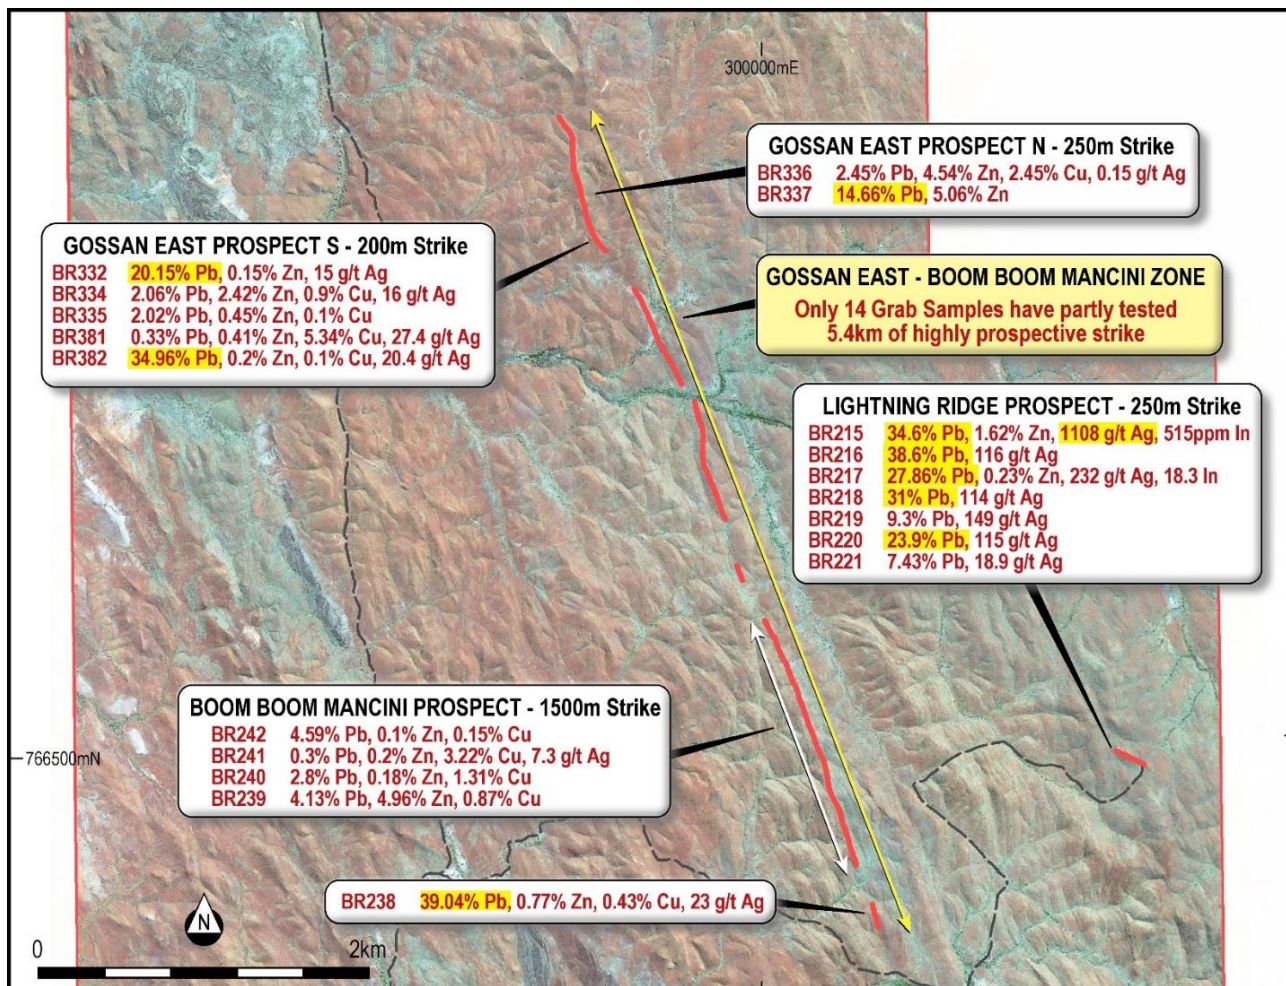 300000mE
GOSSAN EAST PROSPECT N - 250m Strike
BR336 2.45% Pb, 4.54% Zn, 2.45% Cu, 0.15 g/t Ag
BR337 14.66% Pb, 5.06% Zn
GOSSAN EAST PROSPECT S - 200m Strike
BR332 20.15% Pb, 0.15% Zn, 15 g/t Ag
BR334 2.06% Pb, 2.42% Zn, 0.9% Cu, 16 g/t Ag
BR335 2.02% Pb, 0.45% Zn, 0.1% Cu
BR381 0.33% Pb, 0.41% Zn, 5.34% Cu, 27.4 g/t Ag
BR382 34.96% Pb, 0.2% Zn, 0.1% Cu, 20.4 g/t Ag
GOSSAN EAST - BOOM BOOM MANCINI ZONE
Only 14 Grab Samples have partly tested
5.4km of highly prospective strike
LIGHTNING RIDGE PROSPECT - 250m Strike
BR215 34.6% Pb, 1.62% Zn, 1108 g/t Ag, 515ppm In
BR216 38.6% Pb, 116 g/t Ag
BR217 27.86% Pb, 0.23% Zn, 232 g/t Ag, 18.3 In
BR218 31% Pb, 114 g/t Ag
BR219 9.3% Pb, 149 g/t Ag
BR220 23.9% Pb, 115 g/t Ag
BR221 7.43% Pb, 18.9 g/t Ag
BOOM BOOM MANCINI PROSPECT - 1500m Strike
BR242 4.59% Pb, 0.1% Zn, 0.15% Cu
BR241 0.3% Pb, 0.2% Zn, 3.22% Cu, 7.3 g/t Ag
BR240 2.8% Pb, 0.18% Zn, 1.31% Cu
BR239 4.13% Pb, 4.96% Zn, 0.87% Cu
766500mN
BR238 39.04% Pb, 0.77% Zn, 0.43% Cu, 23 g/t Ag
N
0 2km